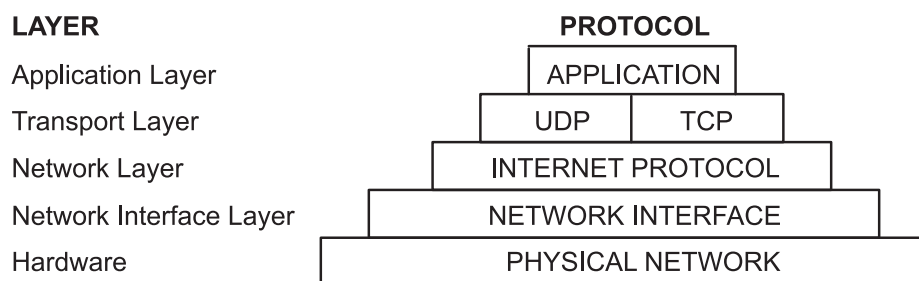 LAYER PROTOCOL
Application Layer APPLICATION
Transport Layer UDP TCP
Network Layer INTERNET PROTOCOL
Network Interface Layer NETWORK INTERFACE
Hardware PHYSICAL NETWORK